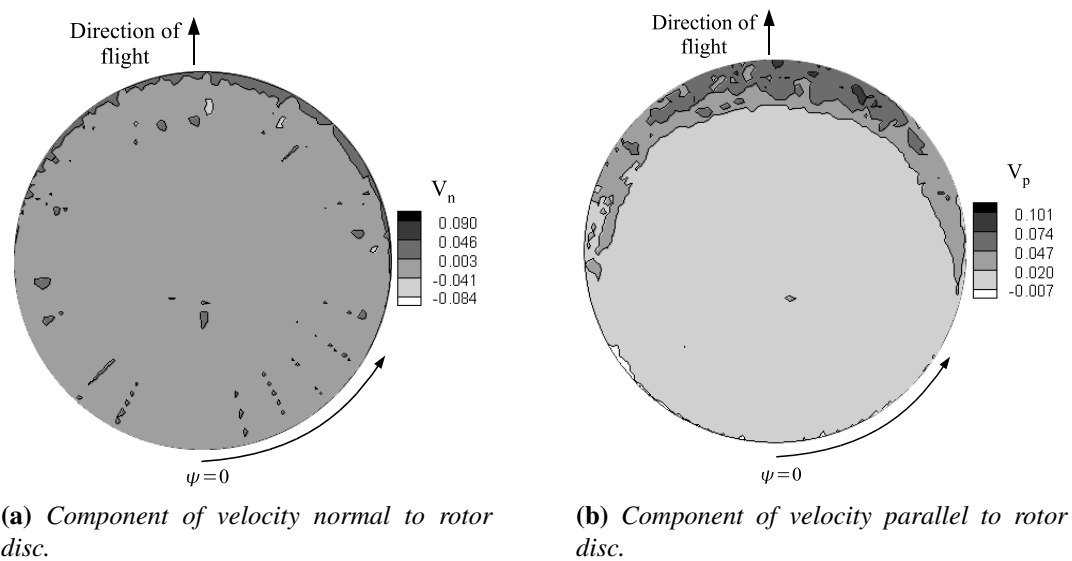 Direction of
flight
V_n
0.090
0.046
0.003
-0.041
-0.084
ψ=0
(a) Component of velocity normal to rotor
disc.
Direction of
flight
V_p
0.101
0.074
0.047
0.020
-0.007
ψ=0
(b) Component of velocity parallel to rotor
disc.